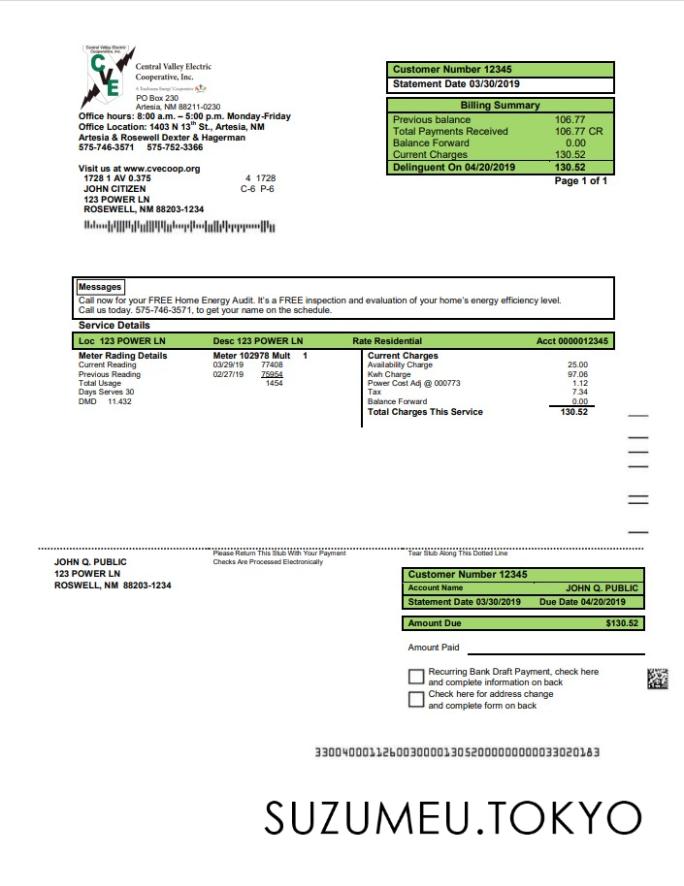 Central Valley Electric
Cooperative, Inc.
CVE
Central Valley Electric
Cooperative, Inc.
A Touchstone Energy Cooperative
PO Box 230
Artesia, NM 88211-0230
Office hours: 8:00 a.m. – 5:00 p.m. Monday-Friday
Office Location: 1403 N 13th St., Artesia, NM
Artesia & Rosewell Dexter & Hagerman
575-746-3571 575-752-3366
Customer Number 12345
Statement Date 03/30/2019
Billing Summary
Previous balance 106.77
Total Payments Received 106.77 CR
Balance Forward 0.00
Current Charges 130.52
Delinquent On 04/20/2019 130.52
Page 1 of 1
Visit us at www.cvecoop.org
1728 1 AV 0.375 4 1728
JOHN CITIZEN C-6 P-6
123 POWER LN
ROSEWELL, NM 88203-1234
Messages
Call now for your FREE Home Energy Audit. It's a FREE inspection and evaluation of your home's energy efficiency level.
Call us today. 575-746-3571, to get your name on the schedule.
Service Details
Loc 123 POWER LN Desc 123 POWER LN Rate Residential Acct 0000012345
Meter Rading Details Meter 102978 Mult 1
Current Reading 03/29/19 77408
Previous Reading 02/27/19 75954
Total Usage 1454
Days Serves 30
DMD 11.432
Current Charges
Availability Charge 25.00
Kwh Charge 97.06
Power Cost Adj @ 000773 1.12
Tax 7.34
Balance Forward 0.00
Total Charges This Service 130.52
Please Return This Stub With Your Payment Tear Stub Along This Dotted Line
Checks Are Processed Electronically
JOHN Q. PUBLIC
123 POWER LN
ROSWELL, NM 88203-1234
Customer Number 12345
Account Name JOHN Q. PUBLIC
Statement Date 03/30/2019 Due Date 04/20/2019
Amount Due $130.52
Amount Paid
Recurring Bank Draft Payment, check here
and complete information on back
Check here for address change
and complete form on back
33004000112600300001305200000000033020183
SUZUMEU.TOKYO